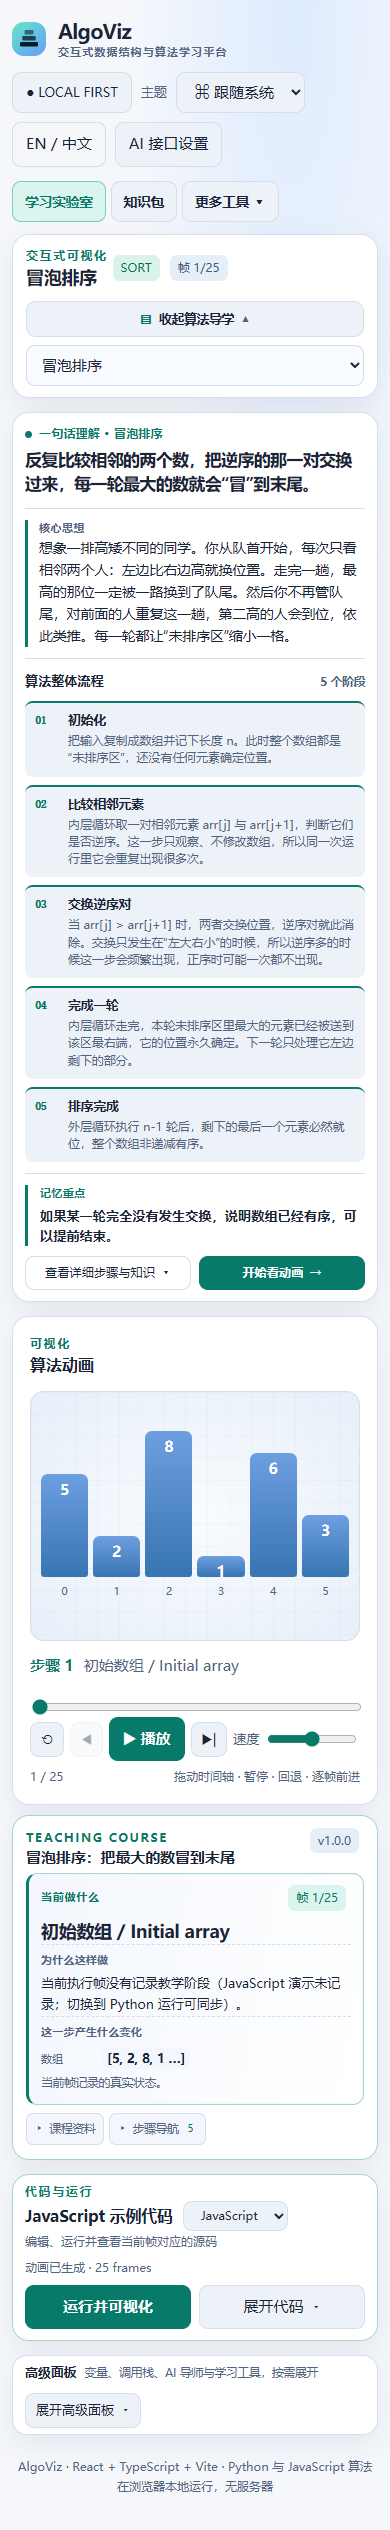 AlgoViz
交互式数据结构与算法学习平台
● LOCAL FIRST
主题
⌘ 跟随系统
EN / 中文
AI 接口设置
学习实验室
知识包
更多工具 ▾
交互式可视化
冒泡排序
SORT
帧 1/25
收起算法导学 ▲
冒泡排序
一句话理解 • 冒泡排序
反复比较相邻的两个数，把逆序的那一对交换
过来，每一轮最大的数就会“冒”到末尾。
核心思想
想象一排高矮不同的同学。你从队首开始，每次只看
相邻两个人：左边比右边高就换位置。走完一趟，最
高的那位一定被一路换到了队尾。然后你不再管队
尾，对前面的人重复这一趟，第二高的人会到位，依
此类推。每一轮都让“未排序区”缩小一格。
算法整体流程
5 个阶段
01
初始化
把输入复制成数组并记下长度 n。此时整个数组都是
“未排序区”，还没有任何元素确定位置。
02
比较相邻元素
内层循环取一对相邻元素 arr[j] 与 arr[j+1]，判断它们
是否逆序。这一步只观察、不修改数组，所以同一次运
行里它会重复出现很多次。
03
交换逆序对
当 arr[j] > arr[j+1] 时，两者交换位置，逆序对就此消
除。交换只发生在“左大右小”的时候，所以逆序多的时
候这一步会频繁出现，正序时可能一次都不出现。
04
完成一轮
内层循环走完，本轮未排序区里最大的元素已经被送到
该区最右端，它的位置永久确定。下一轮只处理它左边
剩下的部分。
05
排序完成
外层循环执行 n-1 轮后，剩下的最后一个元素必然就
位，整个数组非递减有序。
记忆重点
如果某一轮完全没有发生交换，说明数组已经有序，可
以提前结束。
查看详细步骤与知识 ▾
开始看动画 →
可视化
算法动画
5
2
8
1
6
3
0
1
2
3
4
5
步骤 1 初始数组 / Initial array
▶ 播放
速度
1 / 25
拖动时间轴 · 暂停 · 回退 · 逐帧前进
TEACHING COURSE
v1.0.0
冒泡排序：把最大的数冒到末尾
当前做什么
帧 1/25
初始数组 / Initial array
为什么这样做
当前执行帧没有记录教学阶段（JavaScript 演示未记
录；切换到 Python 运行可同步）。
这一步产生什么变化
数组
[5, 2, 8, 1 ...]
当前帧记录的真实状态。
▸ 课程资料
▸ 步骤导航 5
代码与运行
JavaScript 示例代码
JavaScript
编辑、运行并查看当前帧对应的源码
动画已生成 · 25 frames
运行并可视化
展开代码 ▾
高级面板 变量、调用栈、AI 导师与学习工具，按需展开
展开高级面板 ▾
AlgoViz · React + TypeScript + Vite · Python 与 JavaScript 算法
在浏览器本地运行，无服务器